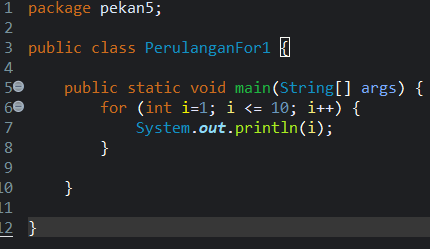 1 package pekan5;
2
3 public class PerulanganFor1 {
4
5     public static void main(String[] args) {
6         for (int i=1; i <= 10; i++) {
7             System.out.println(i);
8         }
9
10     }
11
12 }